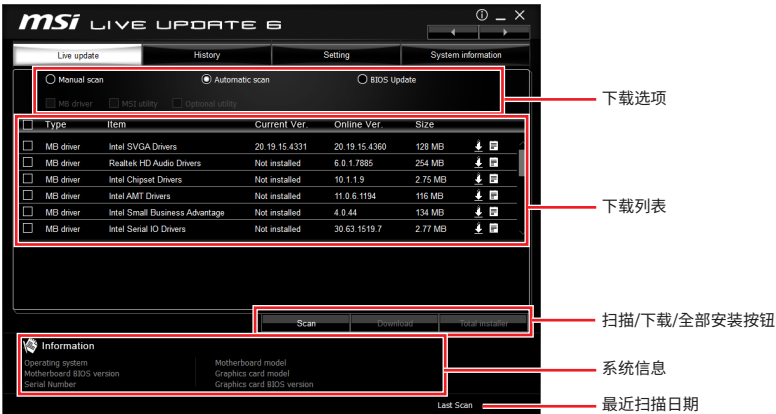 msi LIVE UPDATE 6
Live update History Setting System information
Manual scan Automatic scan BIOS Update
下载选项
MB driver MSI utility Optional utility
Type Item Current Ver. Online Ver. Size
MB driver Intel SVGA Drivers 20.19.15.4331 20.19.15.4360 128 MB
MB driver Realtek HD Audio Drivers Not installed 6.0.1.7885 254 MB
MB driver Intel Chipset Drivers Not installed 10.1.1.9 2.75 MB
MB driver Intel AMT Drivers Not installed 11.0.6.1194 116 MB
下载列表
MB driver Intel Small Business Advantage Not installed 4.0.44 134 MB
MB driver Intel Serial IO Drivers Not installed 30.63.1519.7 2.77 MB
Scan Download Total Installer
扫描/下载/全部安装按钮
Information
Operating system Motherboard model
系统信息
Motherboard BIOS version Graphics card model
Serial Number Graphics card BIOS version
Last Scan
最近扫描日期